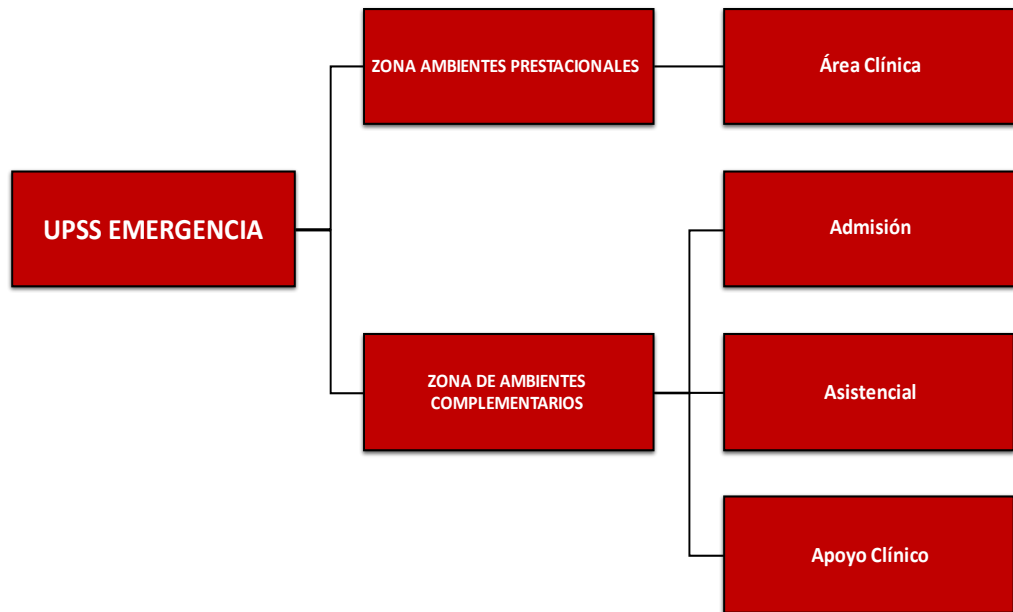 UPSS EMERGENCIA
ZONA AMBIENTES PRESTACIONALES
Área Clínica
ZONA DE AMBIENTES
COMPLEMENTARIOS
Admisión
Asistencial
Apoyo Clínico